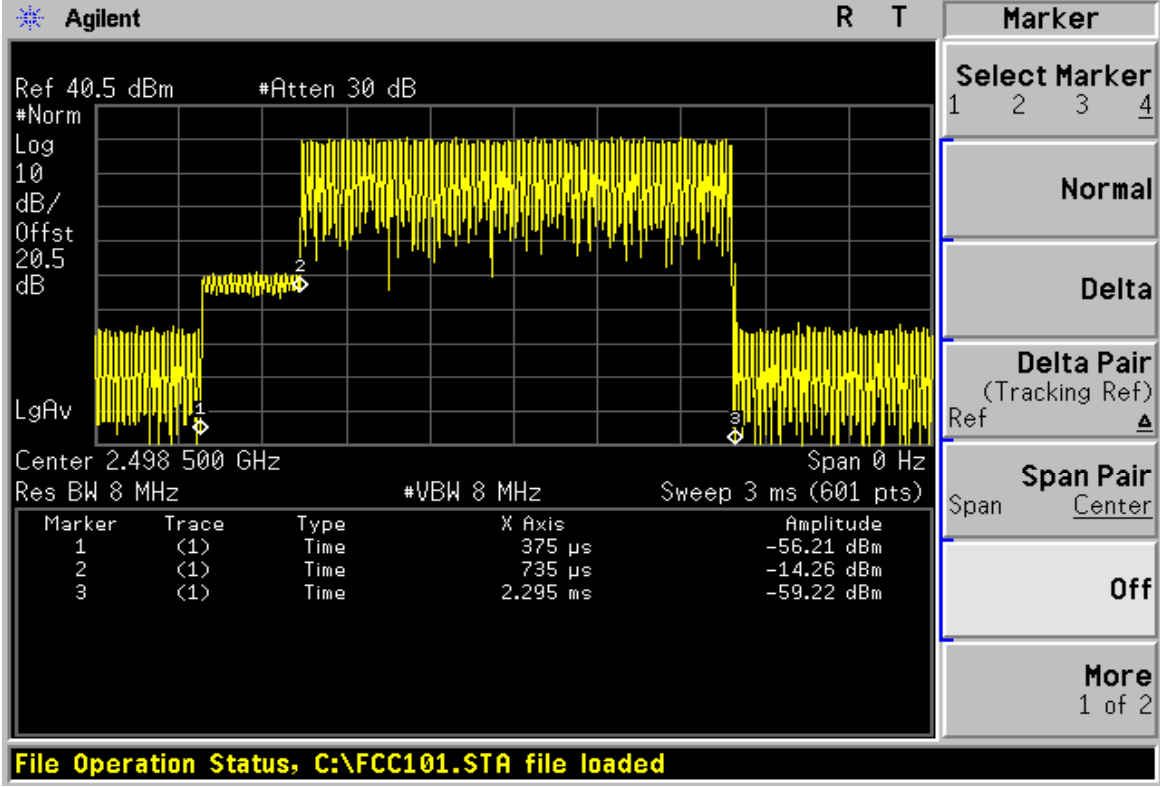 Agilent R T
Ref 40.5 dBm #Atten 30 dB
#Norm
Log
10
dB/
Offst
20.5
dB
LgAv
1
2
3
Center 2.498 500 GHz Span 0 Hz
Res BW 8 MHz #VBW 8 MHz Sweep 3 ms (601 pts)
Marker Trace Type X Axis Amplitude
1 (1) Time 375 µs -56.21 dBm
2 (1) Time 735 µs -14.26 dBm
3 (1) Time 2.295 ms -59.22 dBm
File Operation Status, C:\FCC101.STA file loaded
Marker
Select Marker
1 2 3 4
Normal
Delta
Delta Pair
(Tracking Ref)
Ref Δ
Span Pair
Span Center
Off
More
1 of 2